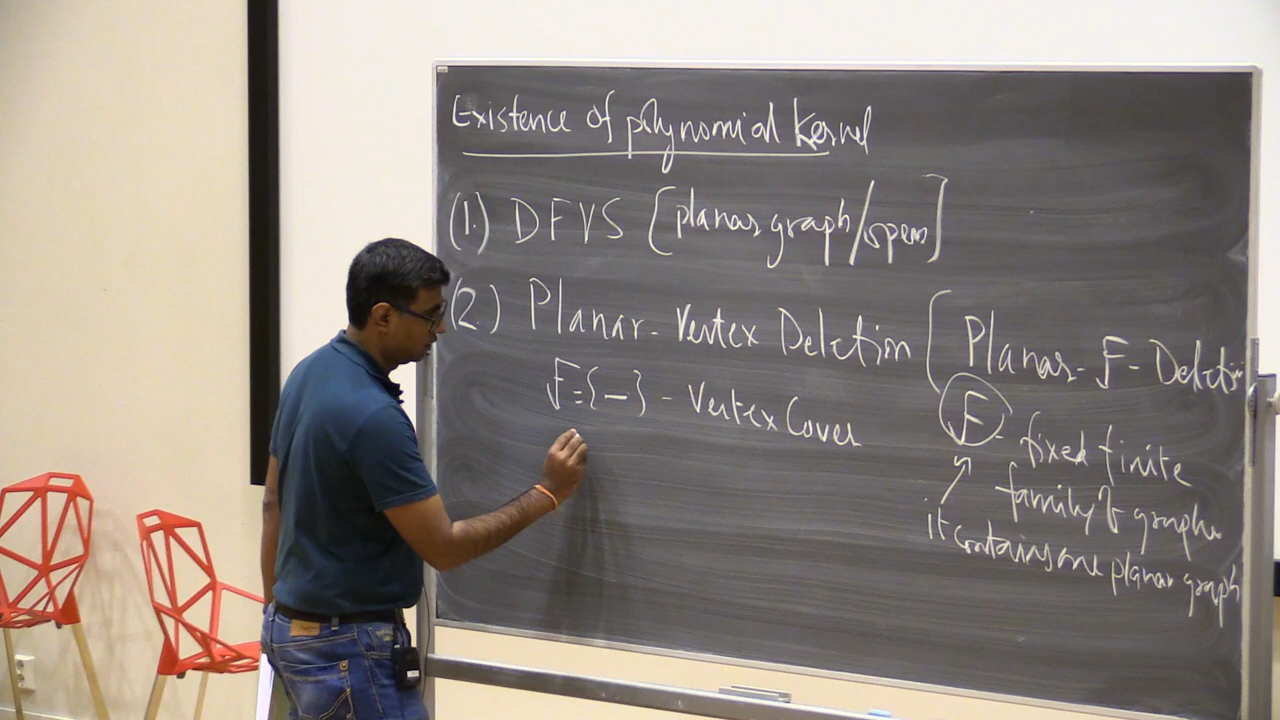 Existence of polynomial kernel
(1.) DFVS [planar graph/open]
(2.) Planar-Vertex Deletion [Planar-F-Deletion
F={—} - Vertex Cover
F - fixed finite
family of graphs
it contains one planar graph